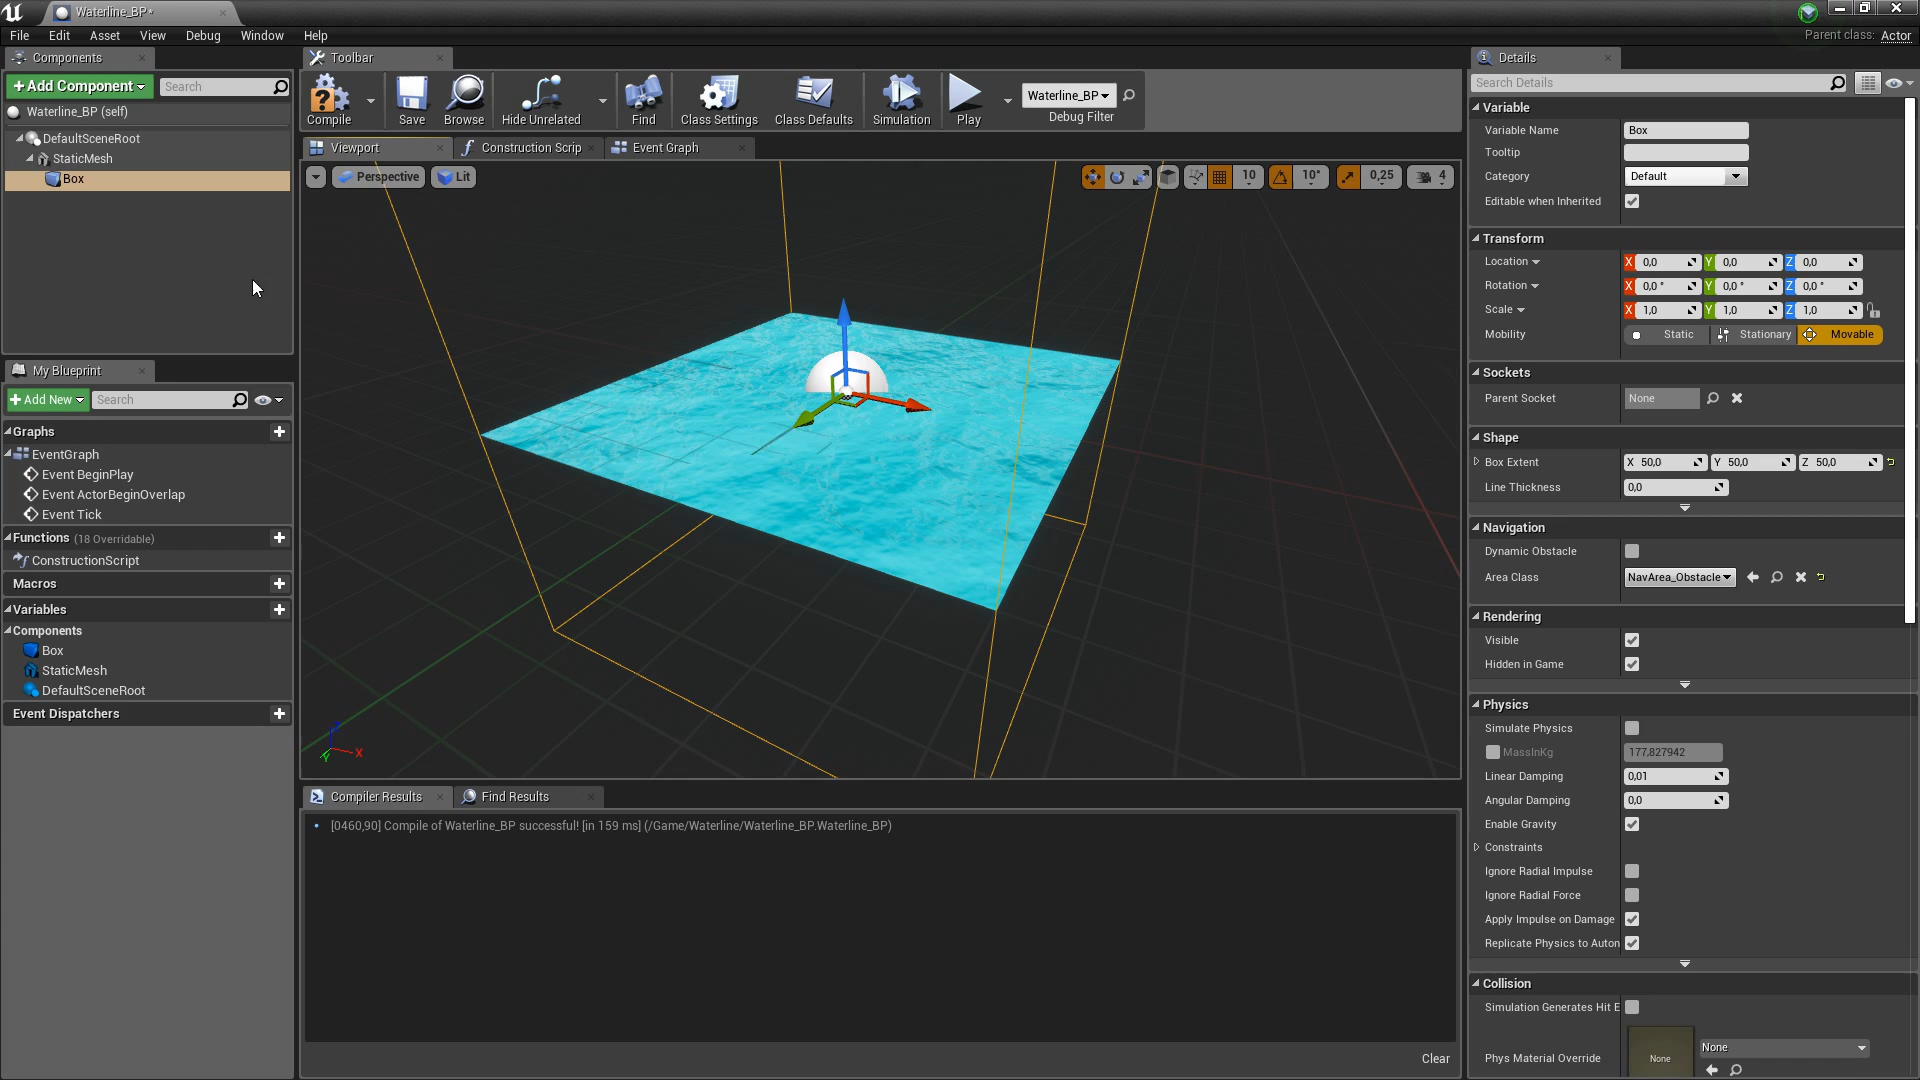 Waterline_BP*
File Edit Asset View Debug Window Help
Parent class: Actor
Components
+Add Component
Search
Waterline_BP (self)
DefaultSceneRoot
StaticMesh
Box
My Blueprint
+Add New
Search
Graphs
EventGraph
Event BeginPlay
Event ActorBeginOverlap
Event Tick
Functions (18 Overridable)
ConstructionScript
Macros
Variables
Components
Box
StaticMesh
DefaultSceneRoot
Event Dispatchers
Toolbar
Compile
Save
Browse
Hide Unrelated
Find
Class Settings
Class Defaults
Simulation
Play
Waterline_BP
Debug Filter
Viewport
Construction Scrip
Event Graph
Perspective
Lit
10
10°
0,25
4
X
Y
Compiler Results
Find Results
[0460,90] Compile of Waterline_BP successful! [in 159 ms] (/Game/Waterline/Waterline_BP.Waterline_BP)
Clear
Details
Search Details
Variable
Variable Name Box
Tooltip
Category Default
Editable when Inherited
Transform
Location X 0,0 Y 0,0 Z 0,0
Rotation X 0,0 ° Y 0,0 ° Z 0,0 °
Scale X 1,0 Y 1,0 Z 1,0
Mobility Static Stationary Movable
Sockets
Parent Socket None
Shape
Box Extent X 50,0 Y 50,0 Z 50,0
Line Thickness 0,0
Navigation
Dynamic Obstacle
Area Class NavArea_Obstacle
Rendering
Visible
Hidden in Game
Physics
Simulate Physics
MassInKg 177,827942
Linear Damping 0,01
Angular Damping 0,0
Enable Gravity
Constraints
Ignore Radial Impulse
Ignore Radial Force
Apply Impulse on Damage
Replicate Physics to Auton
Collision
Simulation Generates Hit E
Phys Material Override None None